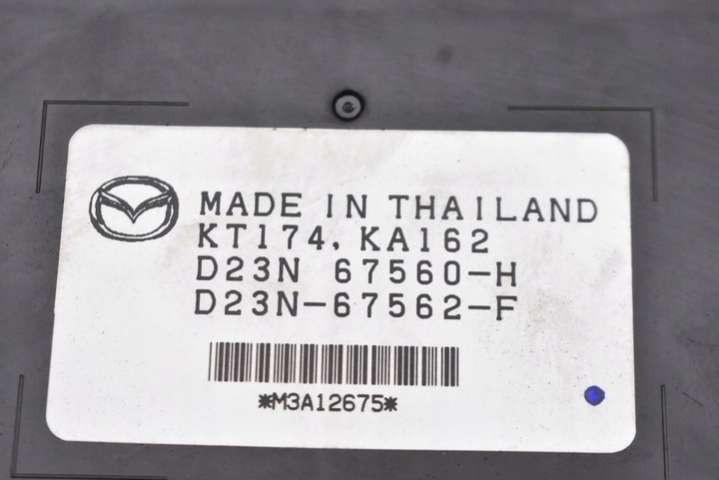 MADE IN THAILAND
KT174, KA162
D23N 67560-H
D23N-67562-F
*M3A12675*